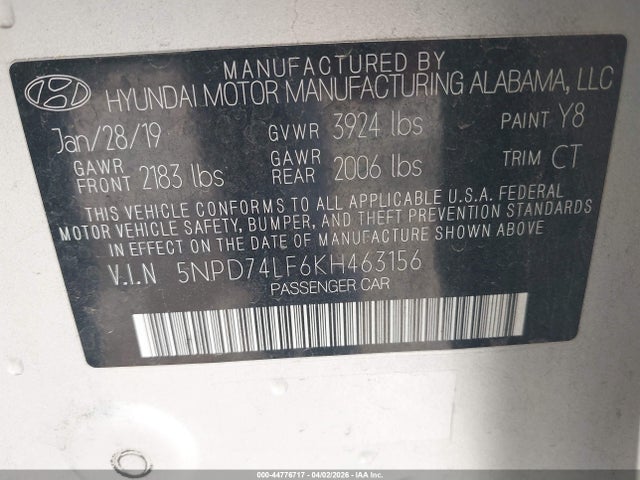 MANUFACTURED BY
HYUNDAI MOTOR MANUFACTURING ALABAMA, LLC
Jan/28/19 GVWR 3924 lbs PAINT Y8
GAWR FRONT 2183 lbs GAWR REAR 2006 lbs TRIM CT
THIS VEHICLE CONFORMS TO ALL APPLICABLE U.S.A. FEDERAL
MOTOR VEHICLE SAFETY, BUMPER, AND THEFT PREVENTION STANDARDS
IN EFFECT ON THE DATE OF MANUFACTURE SHOWN ABOVE.
V.I.N 5NPD74LF6KH463156
PASSENGER CAR
000-44776717 - 04/02/2026 - IAAI.com